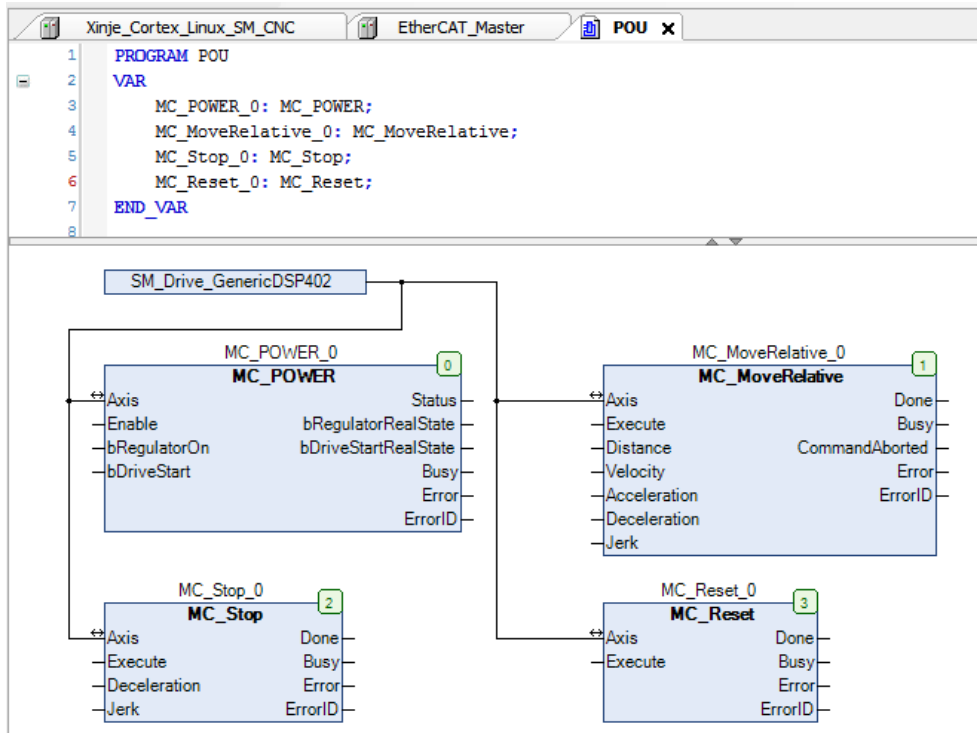 Xinje_Cortex_Linux_SM_CNC EtherCAT_Master POU X
1 PROGRAM POU
2 VAR
3 MC_POWER_0: MC_POWER;
4 MC_MoveRelative_0: MC_MoveRelative;
5 MC_Stop_0: MC_Stop;
6 MC_Reset_0: MC_Reset;
7 END_VAR
8
SM_Drive_GenericDSP402
MC_POWER_0
0
MC_POWER
Axis Status
Enable bRegulatorRealState
bRegulatorOn bDriveStartRealState
bDriveStart Busy
Error
ErrorID
MC_MoveRelative_0
1
MC_MoveRelative
Axis Done
Execute Busy
Distance CommandAborted
Velocity Error
Acceleration ErrorID
Deceleration
Jerk
MC_Stop_0
2
MC_Stop
Axis Done
Execute Busy
Deceleration Error
Jerk ErrorID
MC_Reset_0
3
MC_Reset
Axis Done
Execute Busy
Error
ErrorID